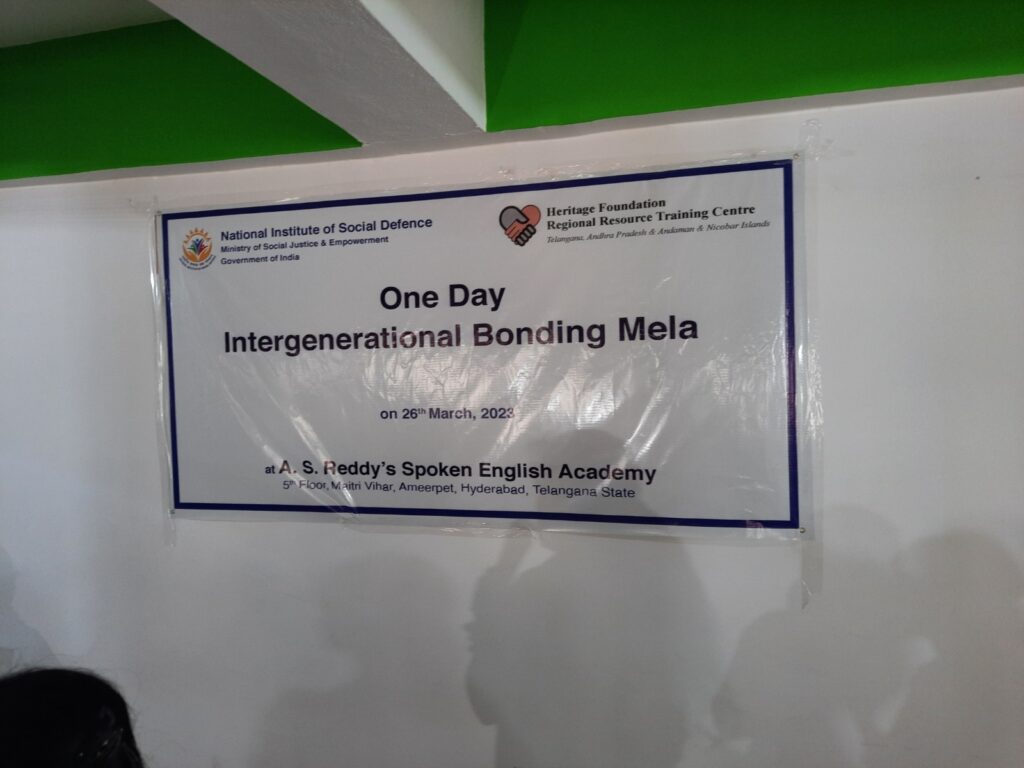 National Institute of Social Defence
Ministry of Social Justice & Empowerment
Government of India
Heritage Foundation
Regional Resource Training Centre
Telangana, Andhra Pradesh & Andaman & Nicobar Islands
One Day
Intergenerational Bonding Mela
on 26th March, 2023
at A. S. Reddy's Spoken English Academy
5th Floor, Maitri Vihar, Ameerpet, Hyderabad, Telangana State